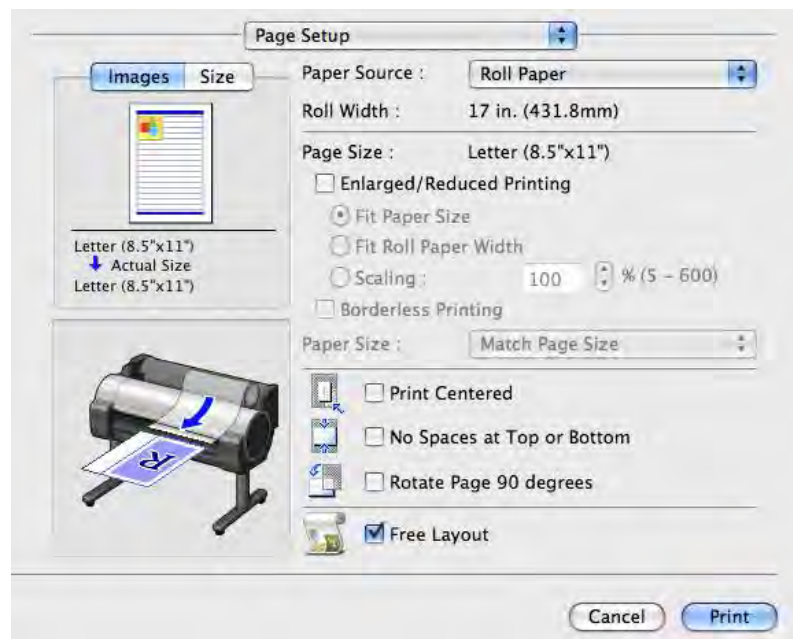 Page Setup
Images Size
Letter (8.5"x11")
Actual Size
Letter (8.5"x11")
Paper Source : Roll Paper
Roll Width : 17 in. (431.8mm)
Page Size : Letter (8.5"x11")
Enlarged/Reduced Printing
Fit Paper Size
Fit Roll Paper Width
Scaling : 100 % (5 - 600)
Borderless Printing
Paper Size : Match Page Size
Print Centered
No Spaces at Top or Bottom
Rotate Page 90 degrees
Free Layout
R
Cancel Print